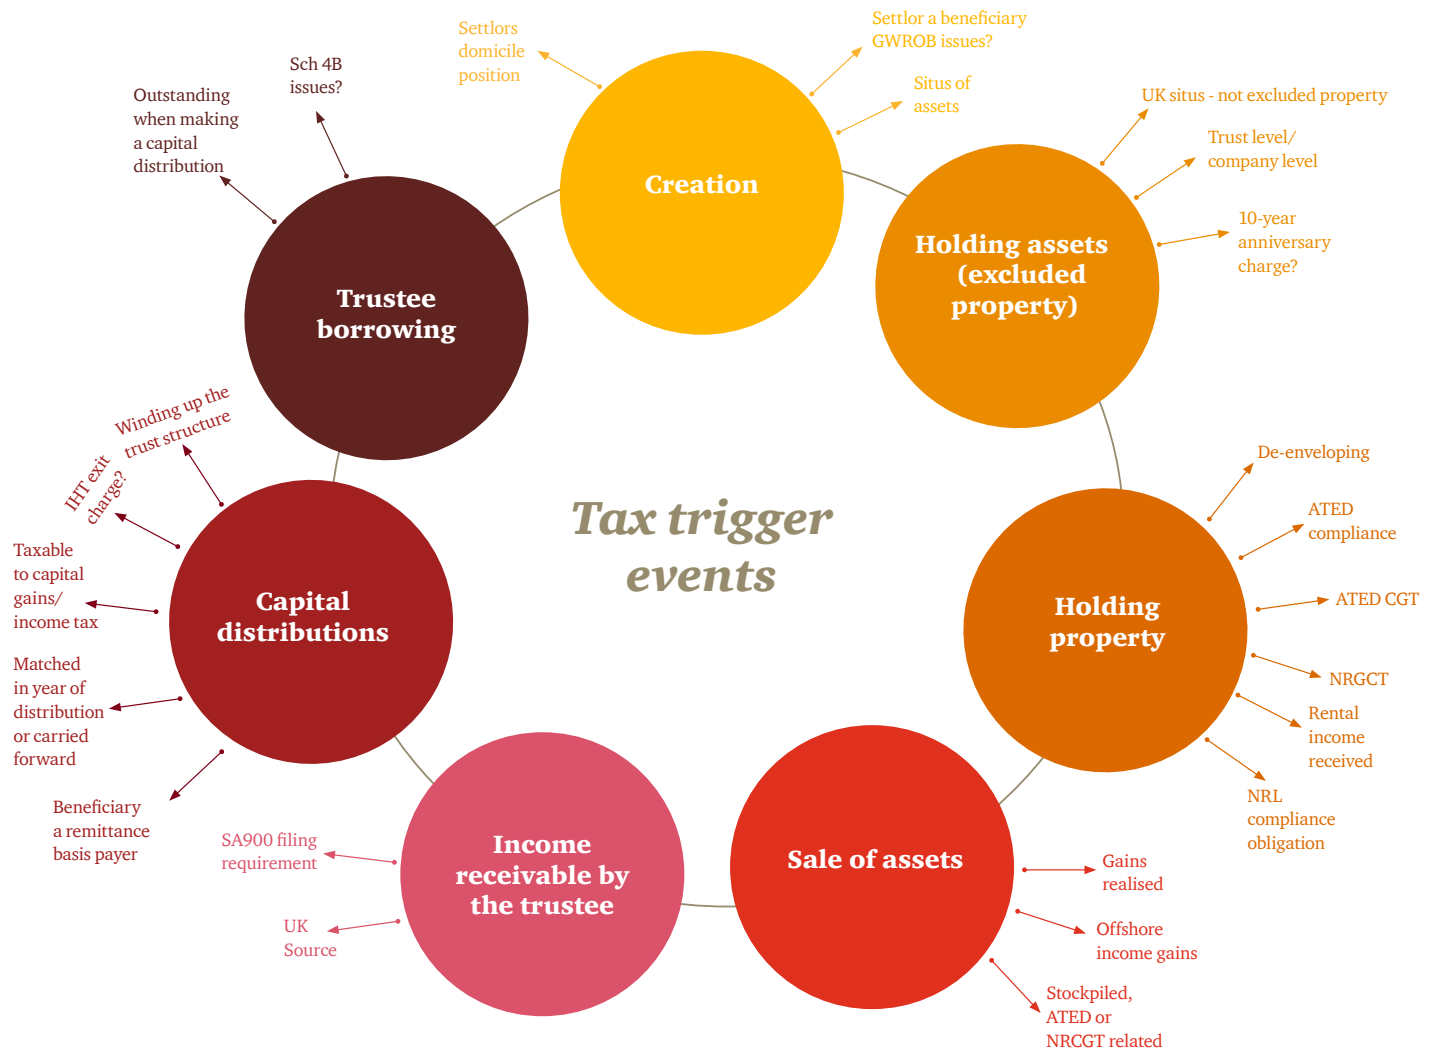 Tax trigger
events
Creation
Settlors
domicile
position
Settlor a beneficiary
GWROB issues?
Situs of
assets
Holding assets
(excluded
property)
UK situs - not excluded property
Trust level/
company level
10-year
anniversary
charge?
Holding
property
De-enveloping
ATED
compliance
ATED CGT
NRGCT
Rental
income
received
NRL
compliance
obligation
Sale of assets
Gains
realised
Offshore
income gains
Stockpiled,
ATED or
NRCGT related
Income
receivable by
the trustee
SA900 filing
requirement
UK
Source
Capital
distributions
Winding up the
trust structure
IHT exit
charge?
Taxable
to capital
gains/
income tax
Matched
in year of
distribution
or carried
forward
Beneficiary
a remittance
basis payer
Trustee
borrowing
Outstanding
when making
a capital
distribution
Sch 4B
issues?